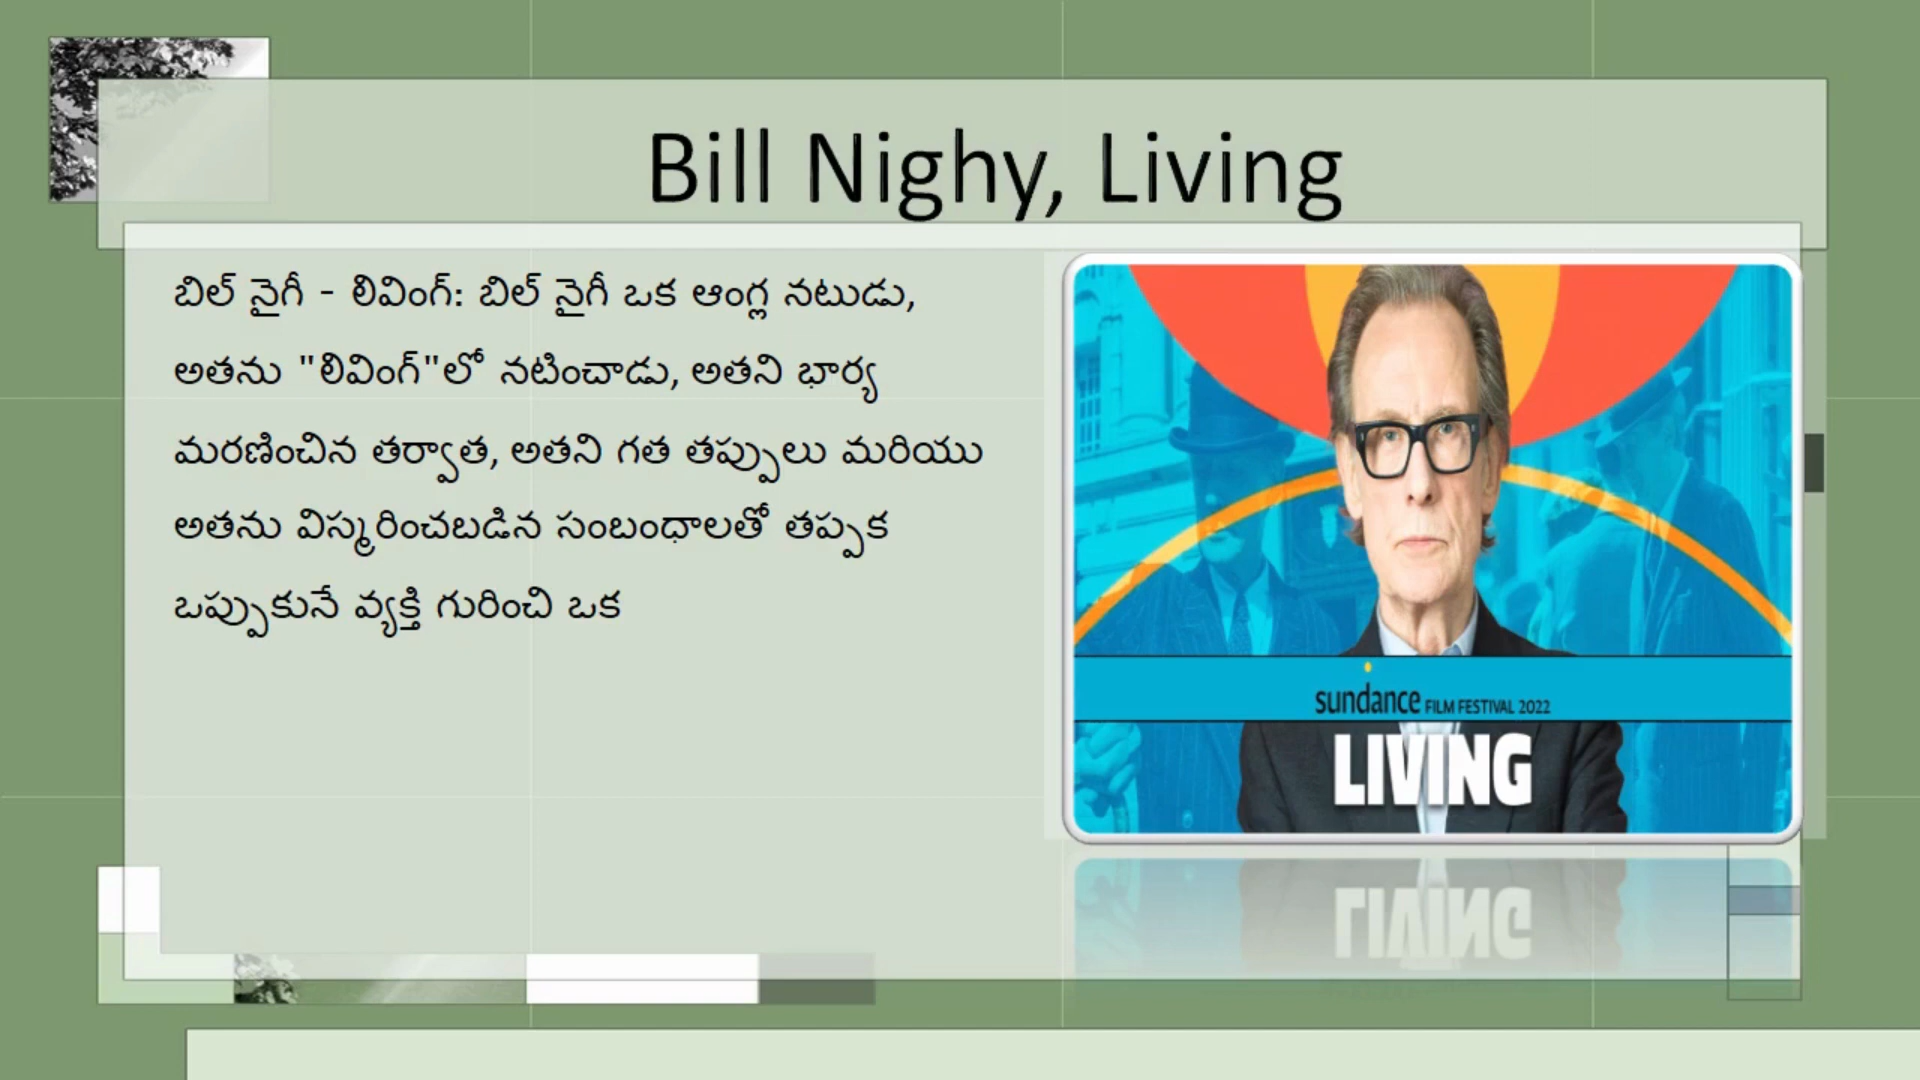 Bill Nighy, Living
బిల్ నైగీ - లివింగ్: బిల్ నైగీ ఒక ఆంగ్ల నటుడు,
అతను "లివింగ్"లో నటించాడు, అతని భార్య
మరణించిన తర్వాత, అతని గత తప్పులు మరియు
అతను విస్మరించబడిన సంబంధాలతో తప్పక
ఒప్పుకునే వ్యక్తి గురించి ఒక
sundance FILM FESTIVAL 2022
LIVING